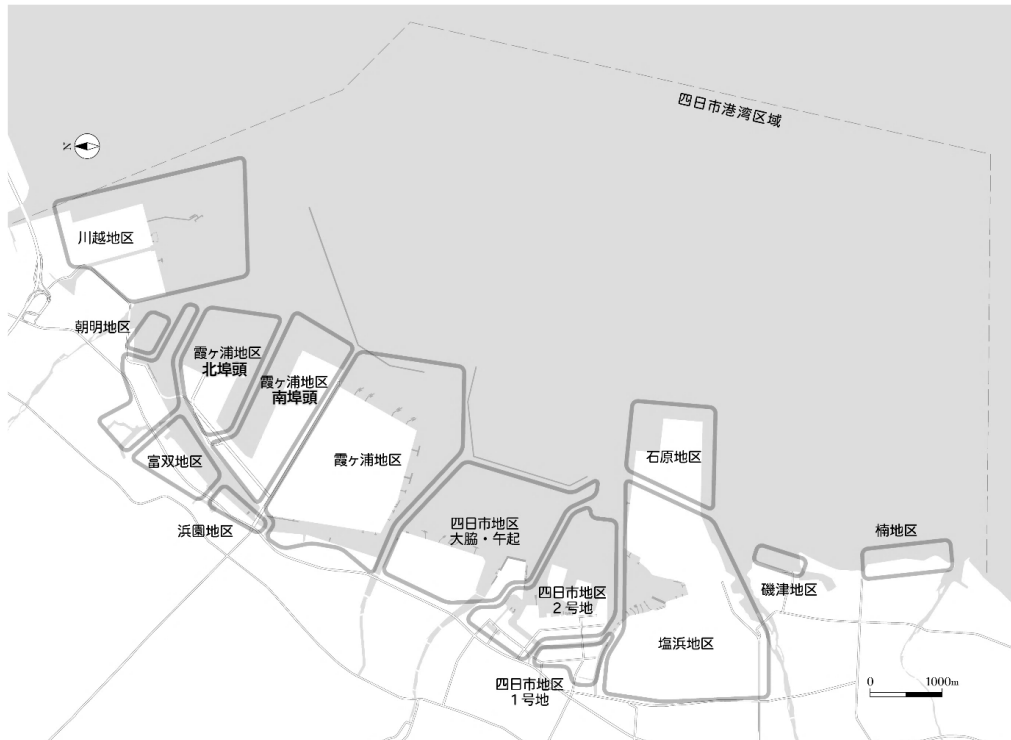 四日市港湾区域
N
川越地区
朝明地区
霞ヶ浦地区
北埠頭
霞ヶ浦地区
南埠頭
富双地区
霞ヶ浦地区
石原地区
浜園地区
四日市地区
大脇・午起
楠地区
四日市地区
2号地
磯津地区
塩浜地区
四日市地区
1号地
0 1000m